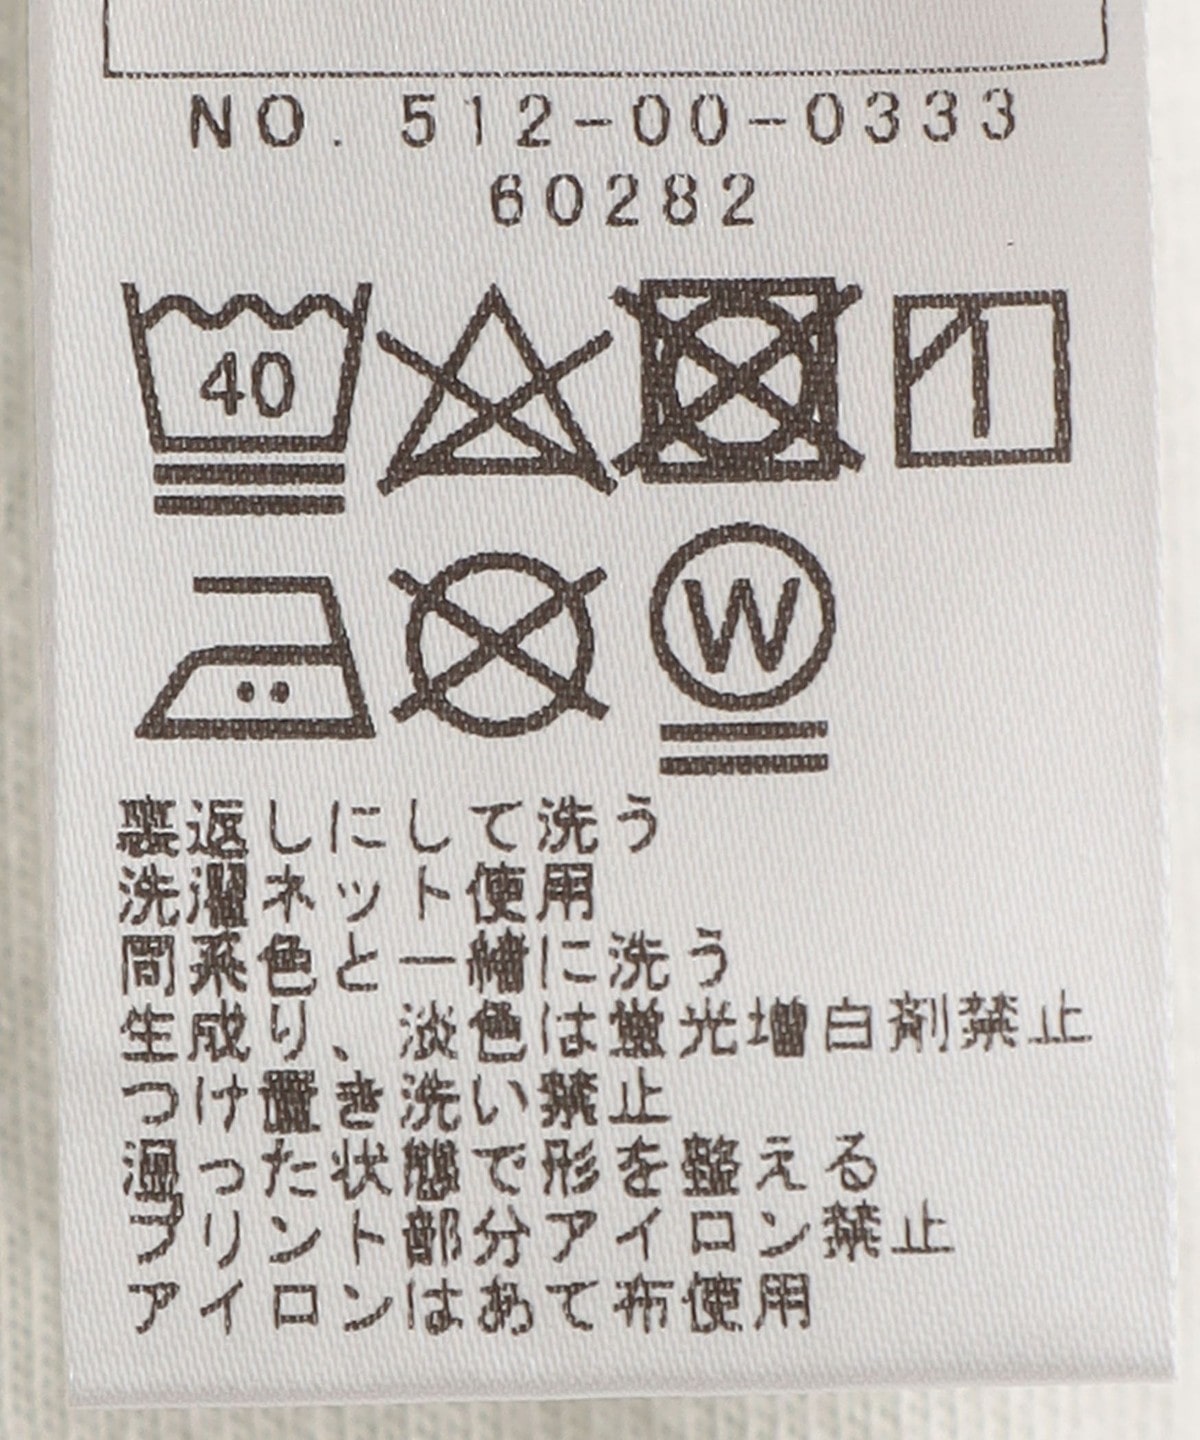 NO. 512-00-0333
60282
40
W
裏返しにして洗う
洗濯ネット使用
同系色と一緒に洗う
生成り、淡色は蛍光増白剤禁止
つけ置き洗い禁止
湿った状態で形を整える
プリント部分アイロン禁止
アイロンはあて布使用